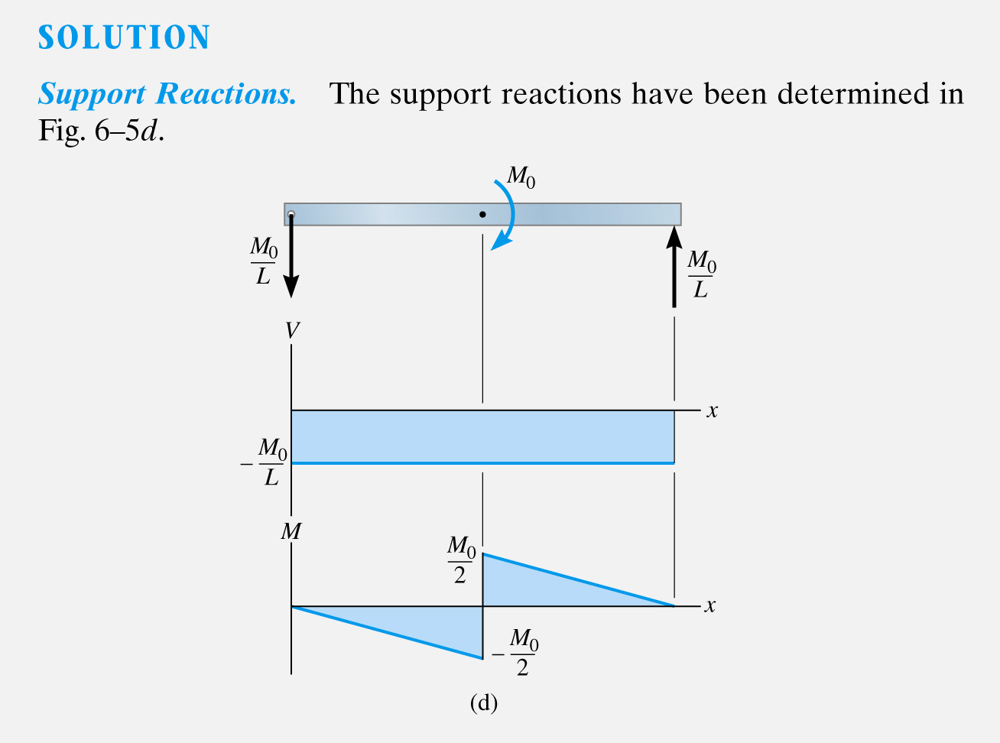 SOLUTION
Support Reactions. The support reactions have been determined in
Fig. 6–5d.
M₀
M₀/L
M₀/L
V
x
−M₀/L
M
M₀/2
x
−M₀/2
(d)